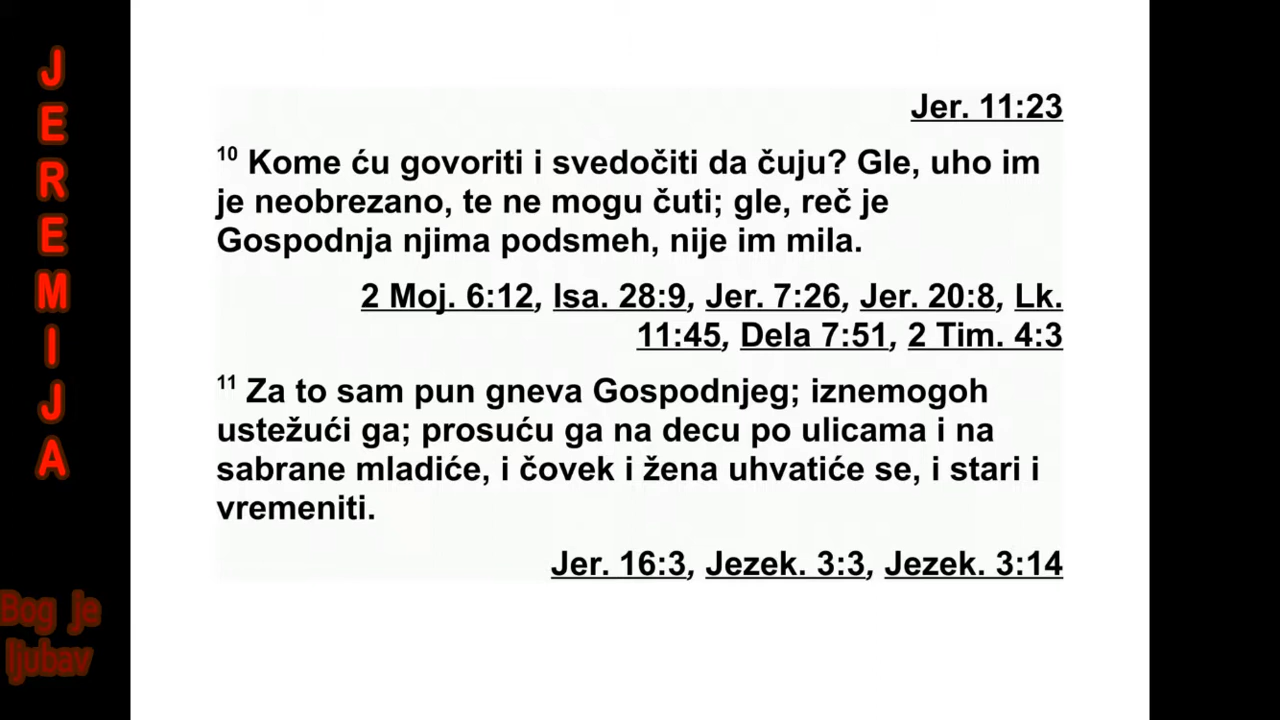 JEREMIJA
Bog je
ljubav
Jer. 11:23
10 Kome ću govoriti i svedočiti da čuju? Gle, uho im
je neobrezano, te ne mogu čuti; gle, reč je
Gospodnja njima podsmeh, nije im mila.
2 Moj. 6:12, Isa. 28:9, Jer. 7:26, Jer. 20:8, Lk.
11:45, Dela 7:51, 2 Tim. 4:3
11 Za to sam pun gneva Gospodnjeg; iznemogoh
ustežući ga; prosuću ga na decu po ulicama i na
sabrane mladiće, i čovek i žena uhvatiće se, i stari i
vremeniti.
Jer. 16:3, Jezek. 3:3, Jezek. 3:14